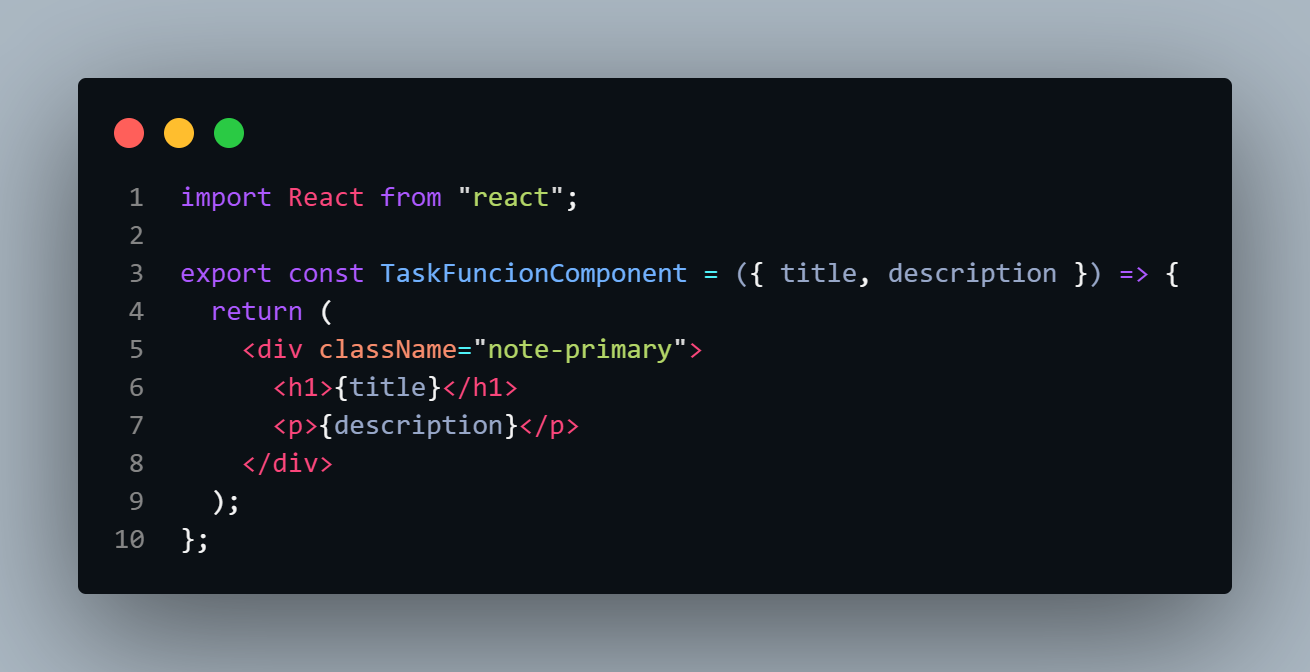 1 import React from "react";
2
3 export const TaskFuncionComponent = ({ title, description }) => {
4   return (
5     <div className="note-primary">
6       <h1>{title}</h1>
7       <p>{description}</p>
8     </div>
9   );
10 };